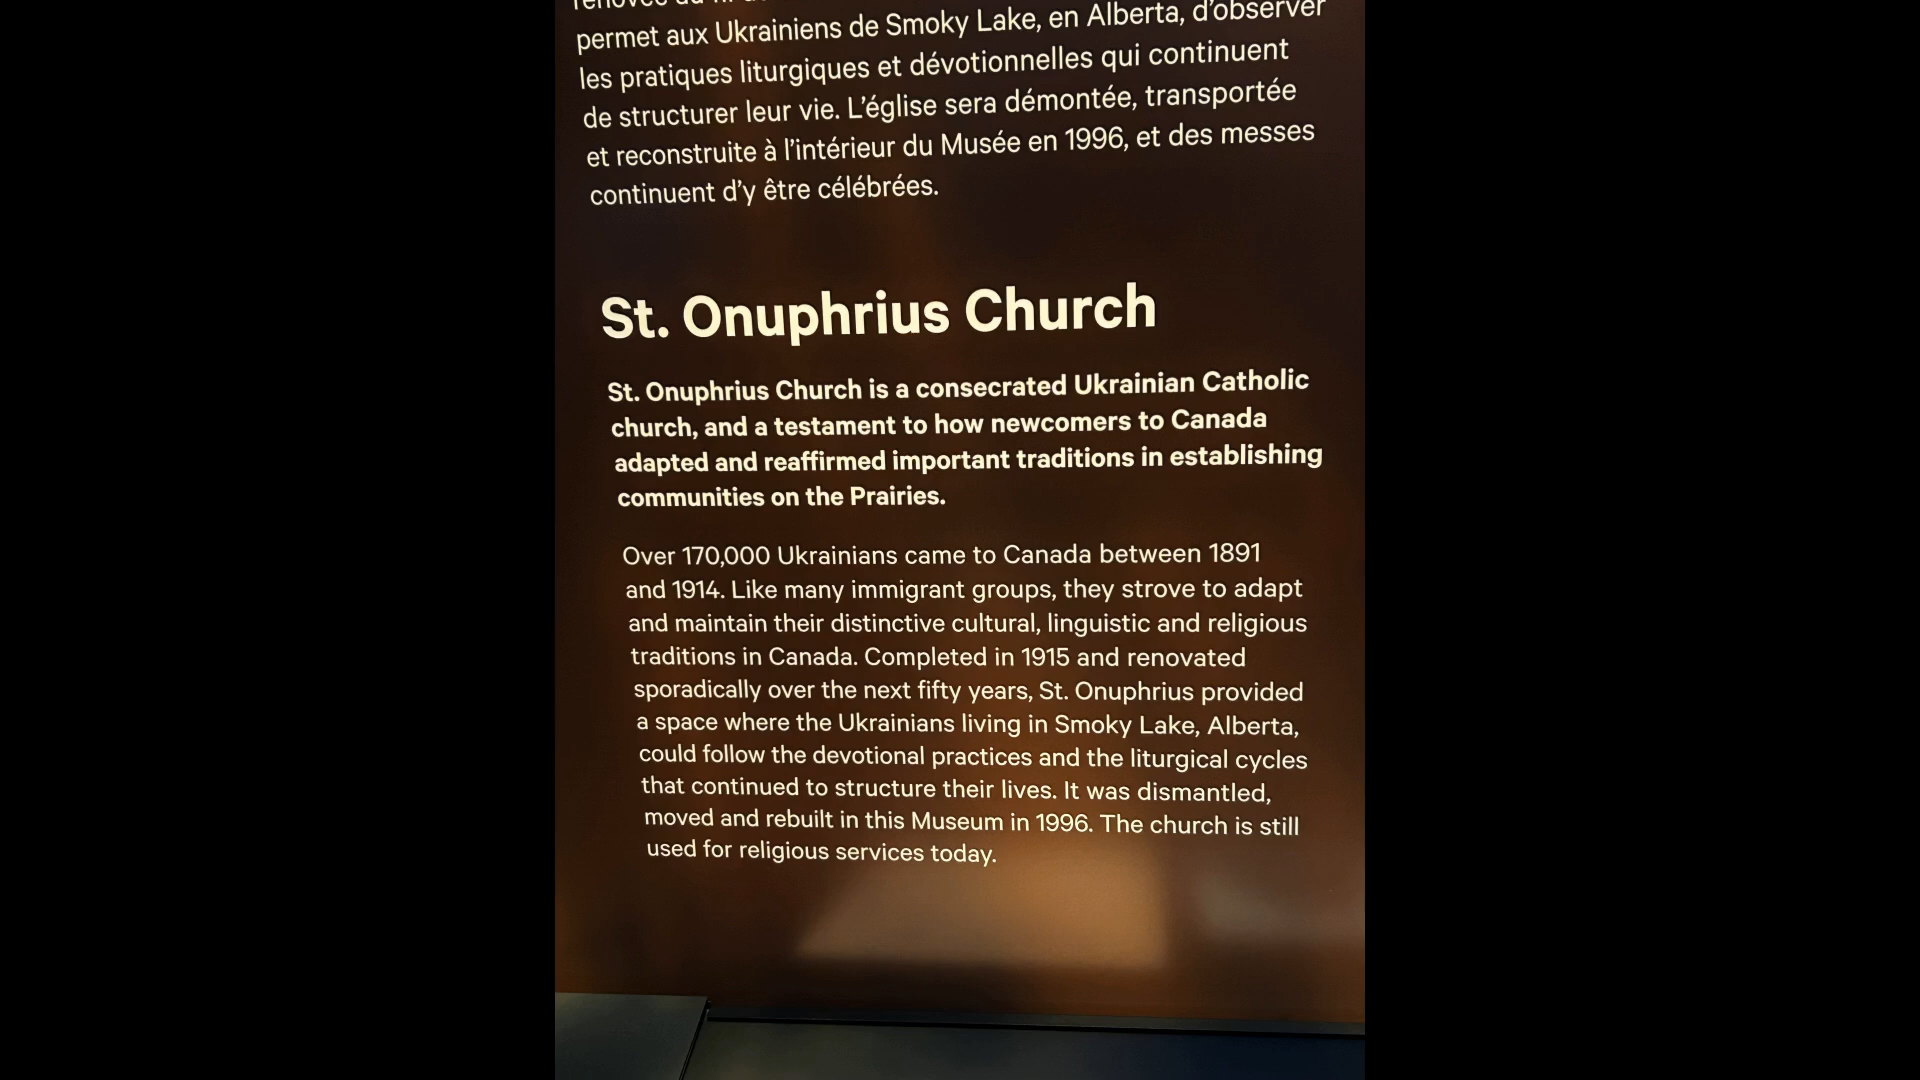 permet aux Ukrainiens de Smoky Lake, en Alberta, d'observer
les pratiques liturgiques et dévotionnelles qui continuent
de structurer leur vie. L'église sera démontée, transportée
et reconstruite à l'intérieur du Musée en 1996, et des messes
continuent d'y être célébrées.
St. Onuphrius Church
St. Onuphrius Church is a consecrated Ukrainian Catholic
church, and a testament to how newcomers to Canada
adapted and reaffirmed important traditions in establishing
communities on the Prairies.
Over 170,000 Ukrainians came to Canada between 1891
and 1914. Like many immigrant groups, they strove to adapt
and maintain their distinctive cultural, linguistic and religious
traditions in Canada. Completed in 1915 and renovated
sporadically over the next fifty years, St. Onuphrius provided
a space where the Ukrainians living in Smoky Lake, Alberta,
could follow the devotional practices and the liturgical cycles
that continued to structure their lives. It was dismantled,
moved and rebuilt in this Museum in 1996. The church is still
used for religious services today.